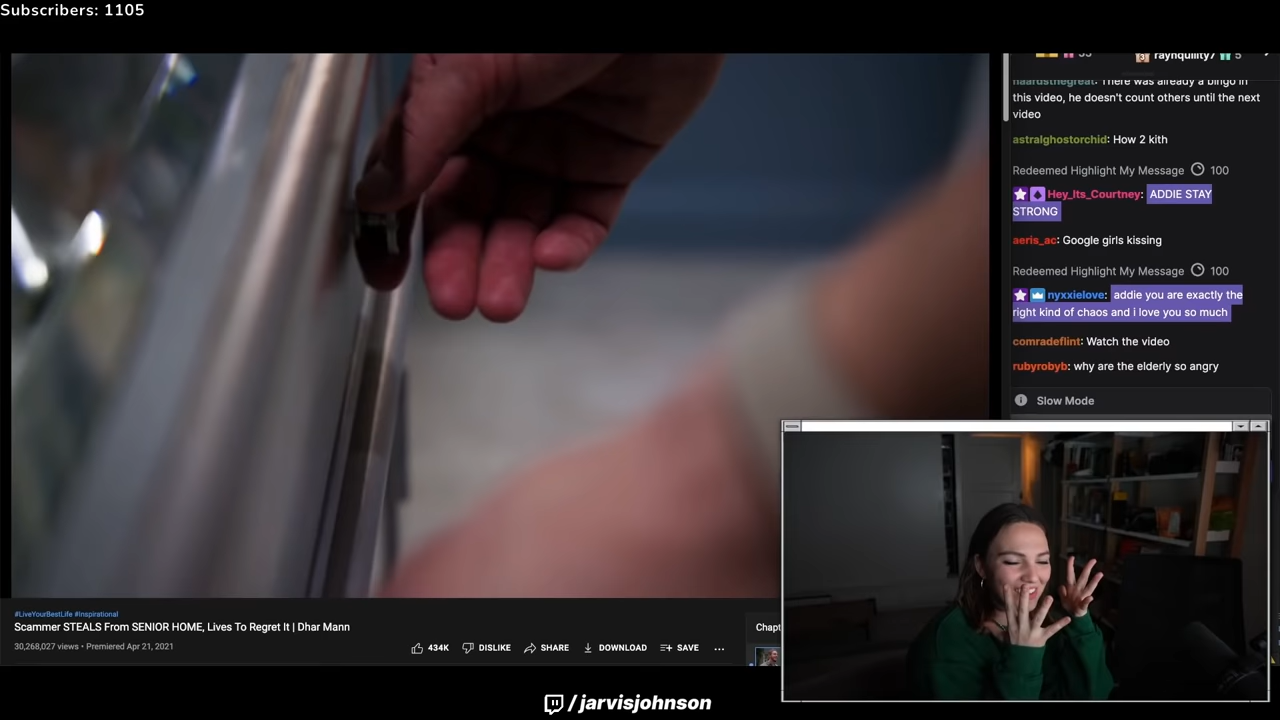 Subscribers: 1105
raynquility7 5
There was already a bingo in
this video, he doesn't count others until the next
video
astralghostorchid: How 2 kith
Redeemed Highlight My Message 100
Hey_Its_Courtney: ADDIE STAY
STRONG
aeris_ac: Google girls kissing
Redeemed Highlight My Message 100
nyxxielove: addie you are exactly the
right kind of chaos and i love you so much
comradeflint: Watch the video
rubyrobyb: why are the elderly so angry
Slow Mode
#LiveYourBestLife #Inspirational
Scammer STEALS From SENIOR HOME, Lives To Regret It | Dhar Mann
30,268,027 views • Premiered Apr 21, 2021
434K DISLIKE SHARE DOWNLOAD SAVE ...
Chapt
/jarvisjohnson